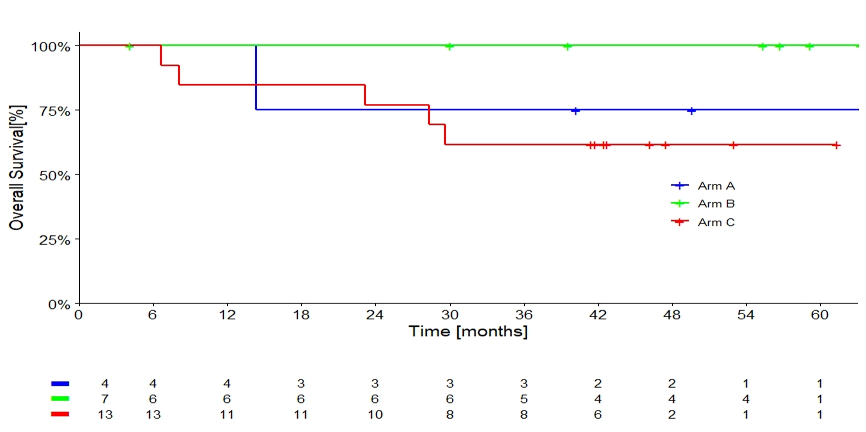 100%
75%
50%
25%
0%
Overall Survival[%]
Arm A
Arm B
Arm C
0 6 12 18 24 30 36 42 48 54 60
Time [months]
4 4 4 3 3 3 3 2 2 1 1
7 6 6 6 6 6 5 4 4 4 1
13 13 11 11 10 8 8 6 2 1 1